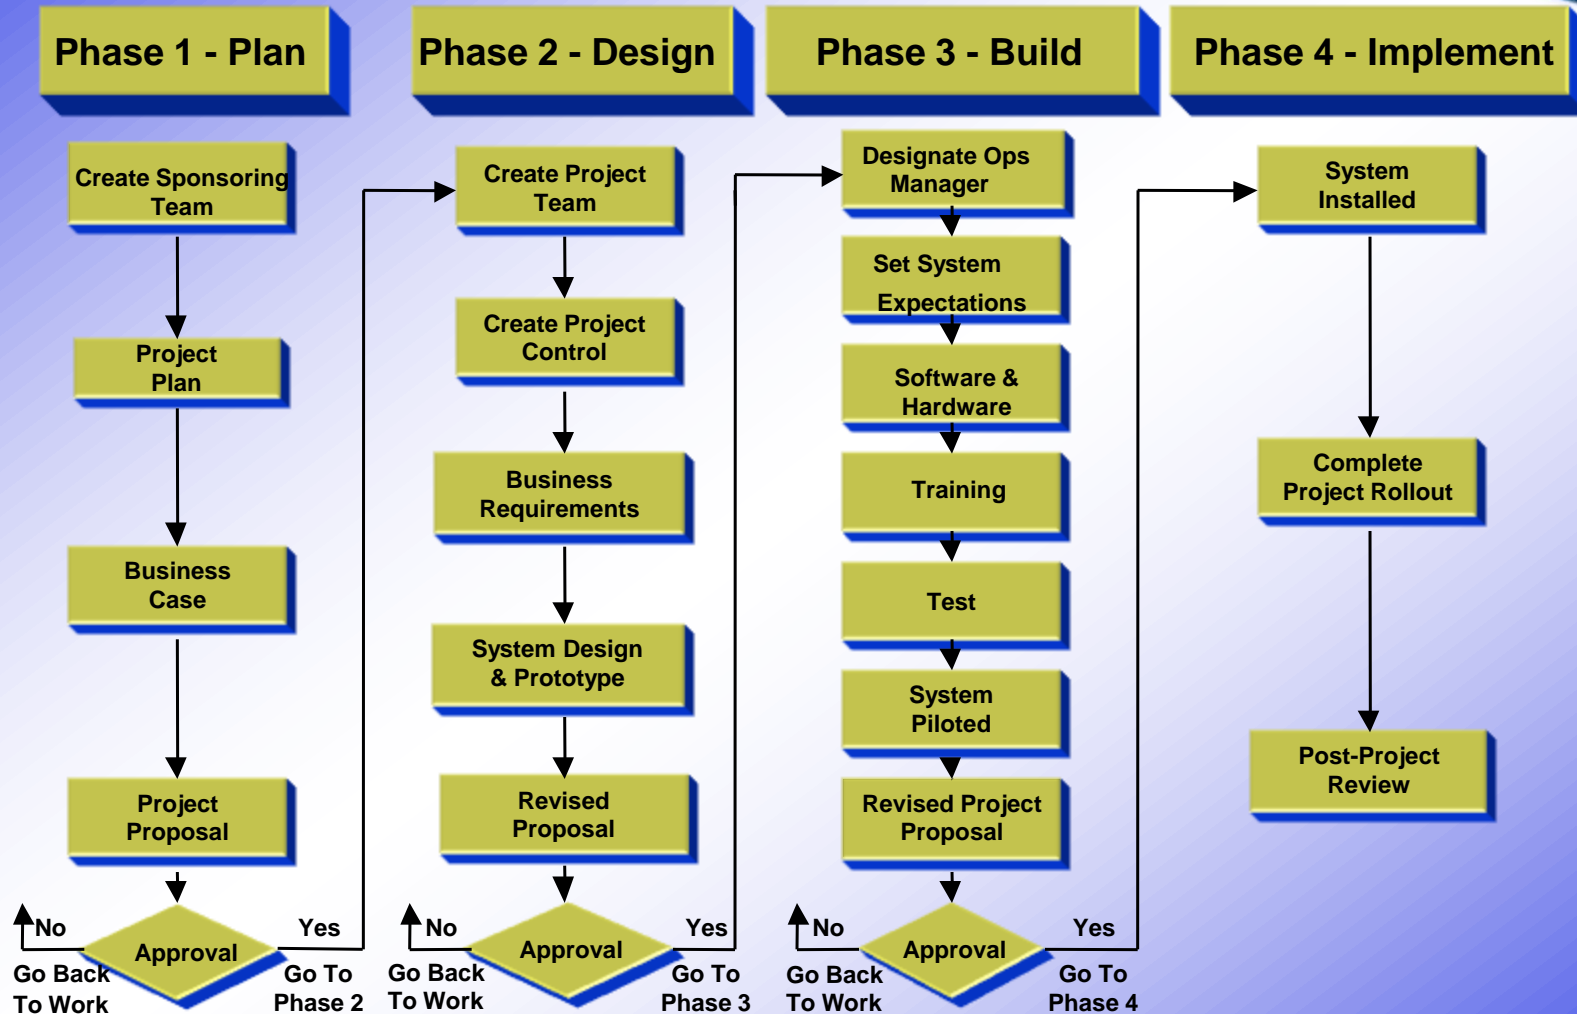 Phase 1 - Plan
Phase 2 - Design
Phase 3 - Build
Phase 4 - Implement
Create Sponsoring
Team
Project
Plan
Business
Case
Project
Proposal
Approval
No
Go Back
To Work
Yes
Go To
Phase 2
Create Project
Team
Create Project
Control
Business
Requirements
System Design
& Prototype
Revised
Proposal
Approval
No
Go Back
To Work
Yes
Go To
Phase 3
Designate Ops
Manager
Set System
Expectations
Software &
Hardware
Training
Test
System
Piloted
Revised Project
Proposal
Approval
No
Go Back
To Work
Yes
Go To
Phase 4
System
Installed
Complete
Project Rollout
Post-Project
Review